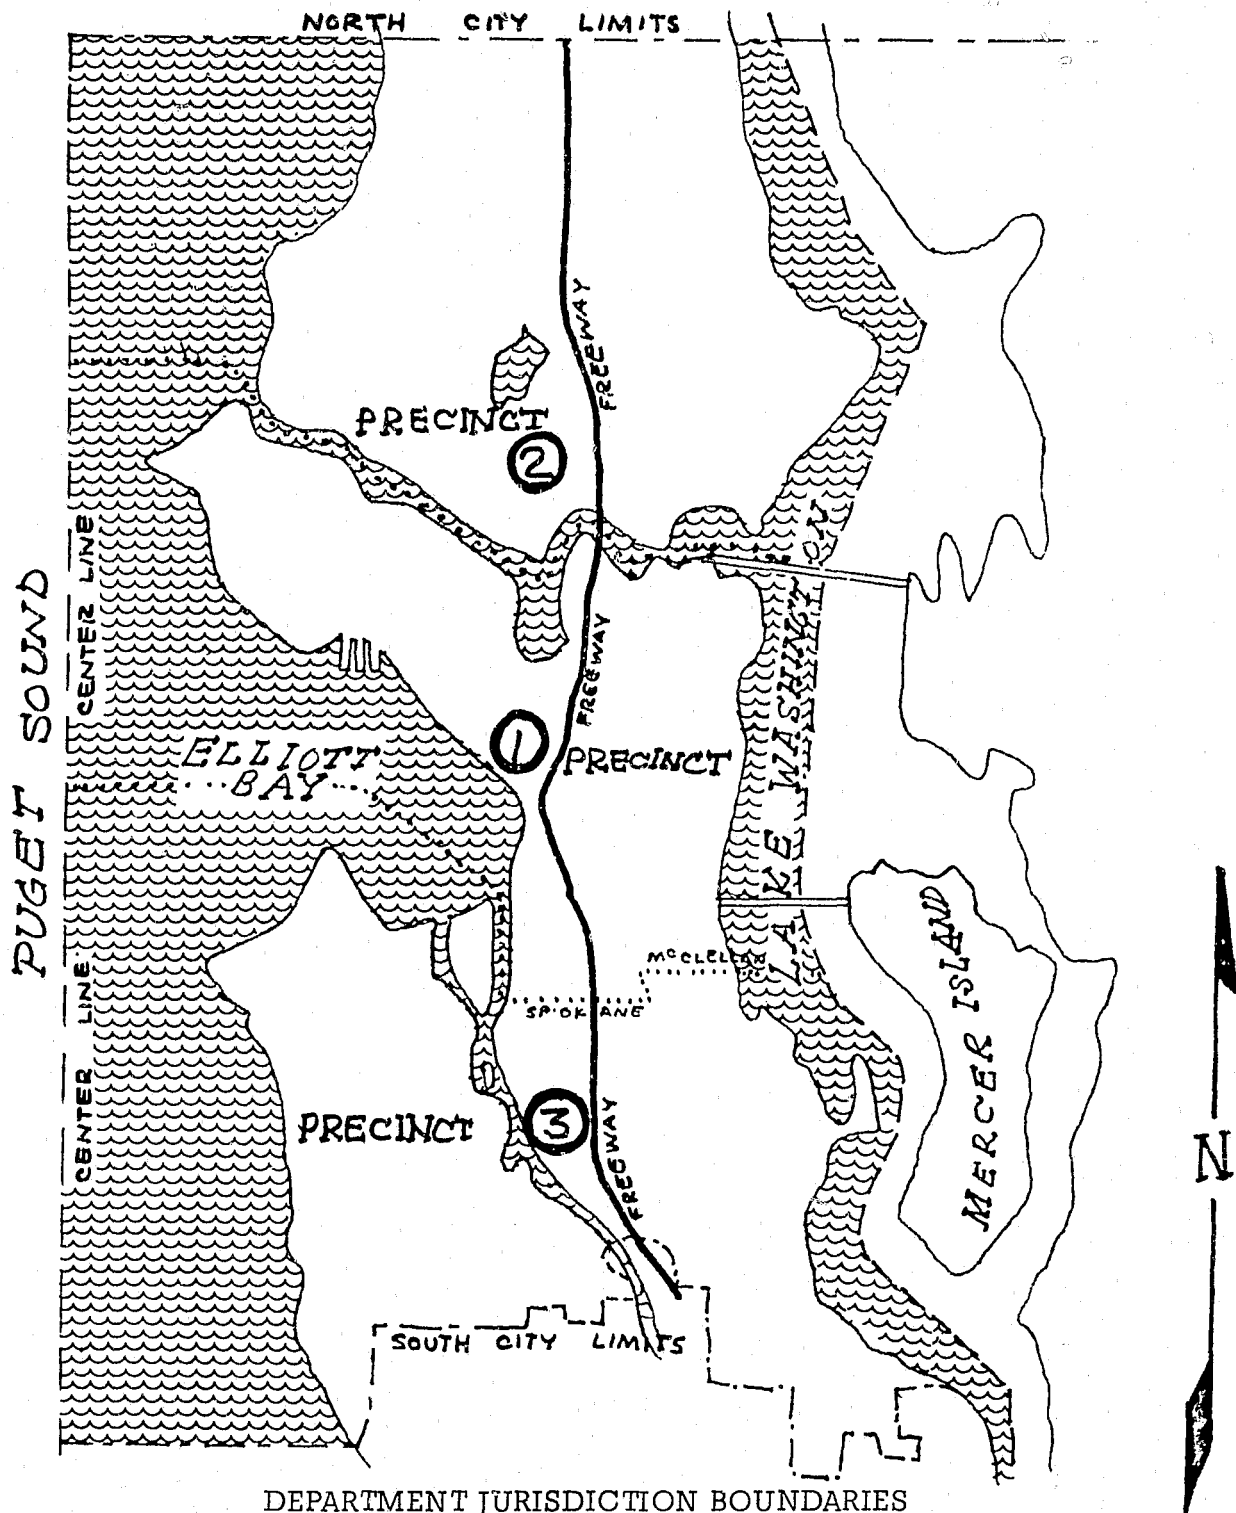 NORTH CITY LIMITS
FREEWAY
FREEWAY
PRECINCT
2
CENTER LINE
PUGET SOUND
FREEWAY
ELLIOTT
BAY
1
PRECINCT
LAKE WASHINGTON
McCLELLAN
SPOKANE
MERCER ISLAND
CENTER LINE
PRECINCT
3
FREEWAY
N
SOUTH CITY LIMITS
DEPARTMENT JURISDICTION BOUNDARIES